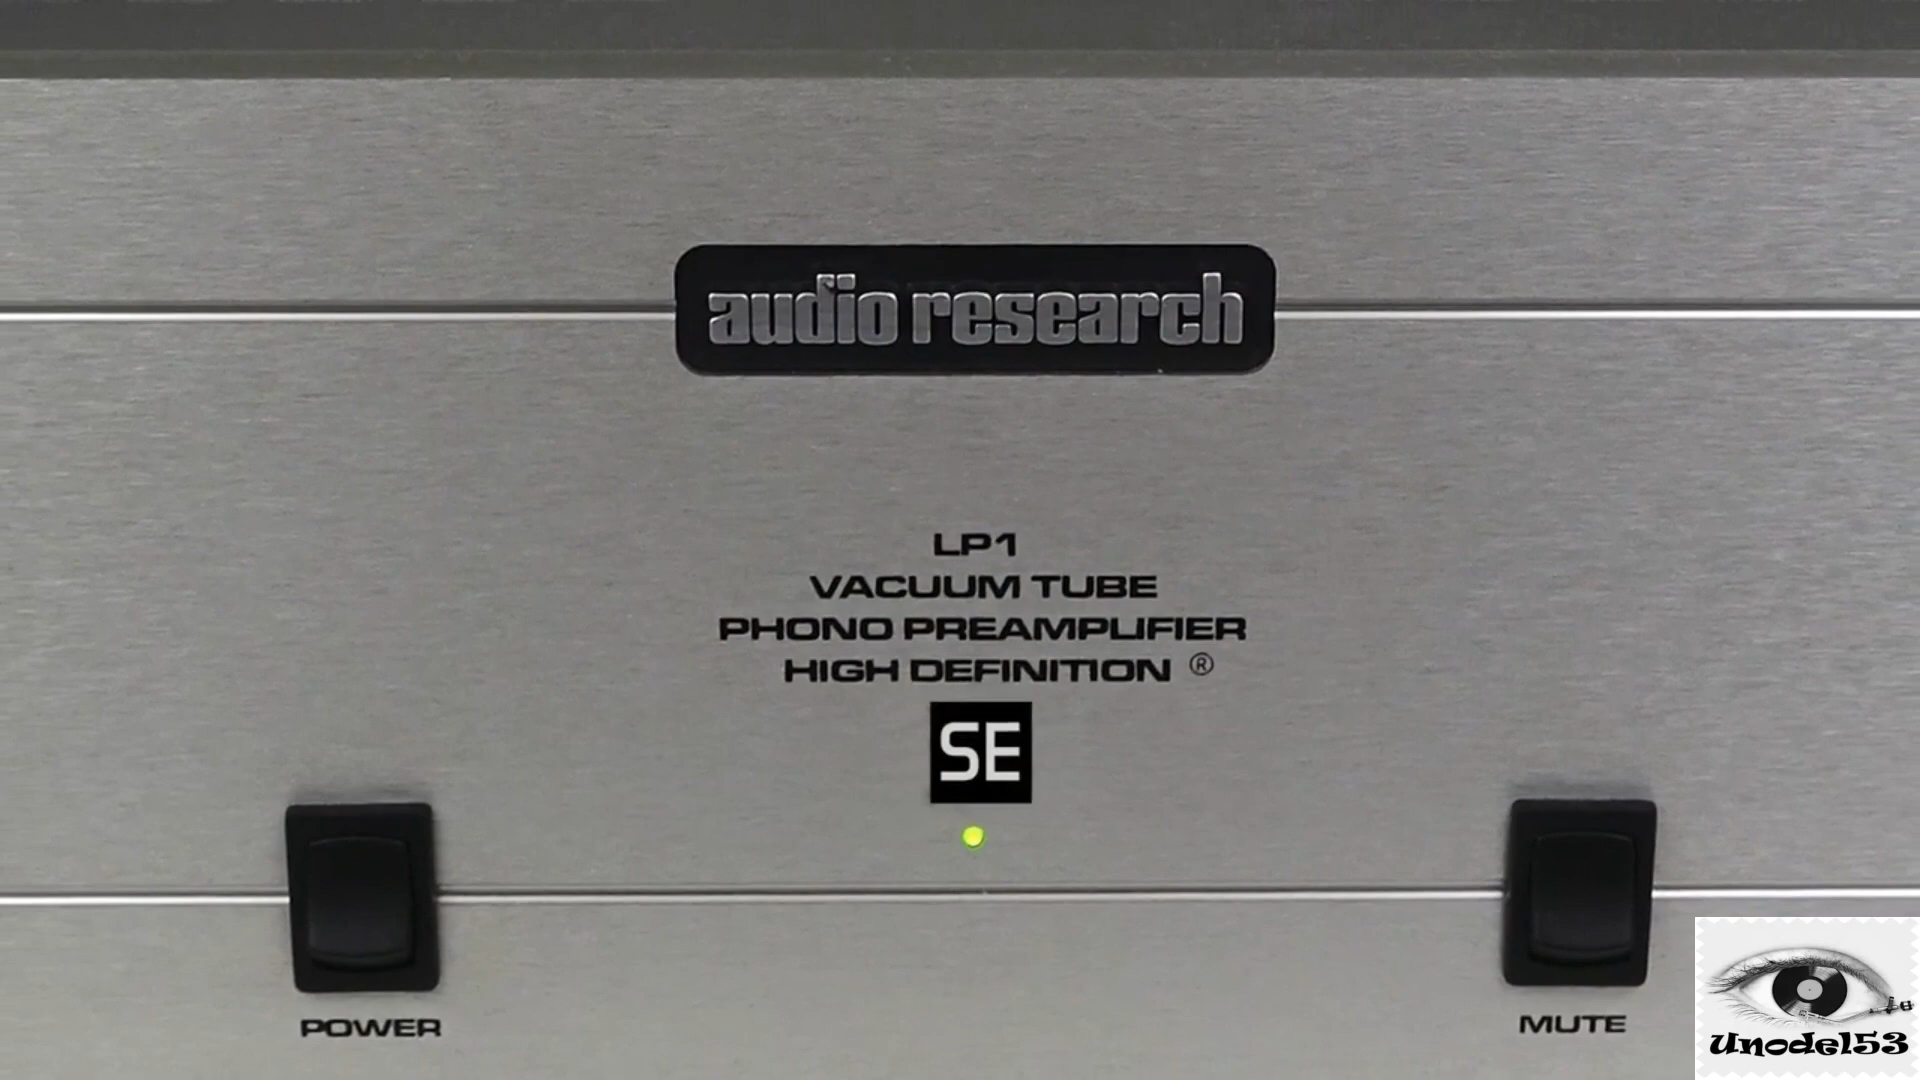 audio research
LP1
VACUUM TUBE
PHONO PREAMPLIFIER
HIGH DEFINITION ®
SE
POWER
MUTE
Unodel53